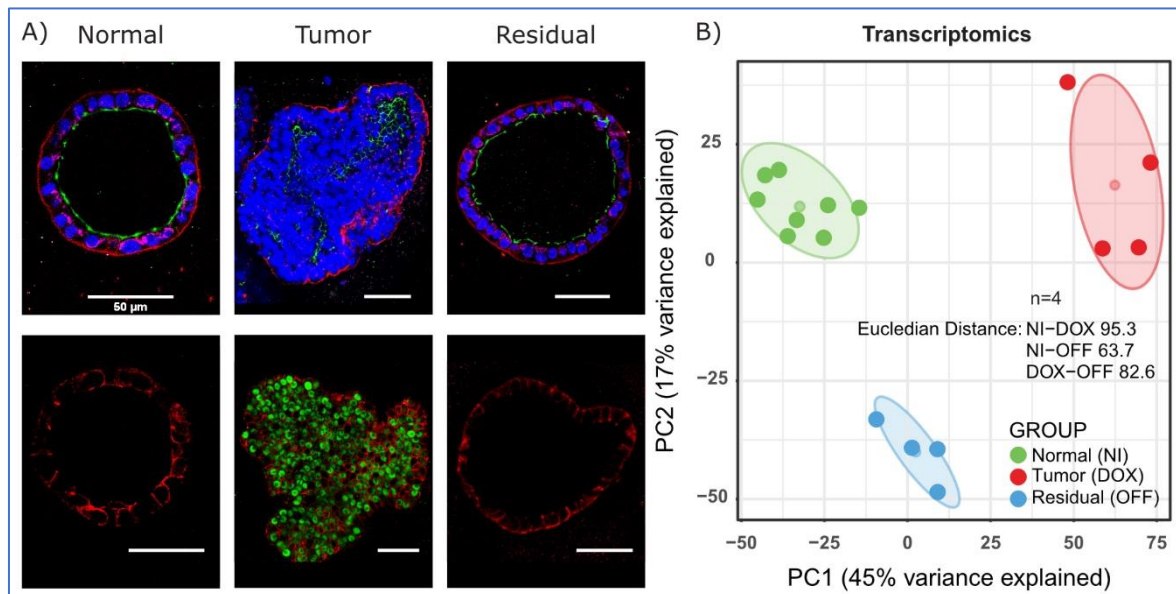 A) Normal Tumor Residual
50 µm
B) Transcriptomics
PC2 (17% variance explained)
25
0
−25
−50
n=4
Eucledian Distance: NI−DOX 95.3
NI−OFF 63.7
DOX−OFF 82.6
GROUP
Normal (NI)
Tumor (DOX)
Residual (OFF)
−50 −25 0 25 50 75
PC1 (45% variance explained)